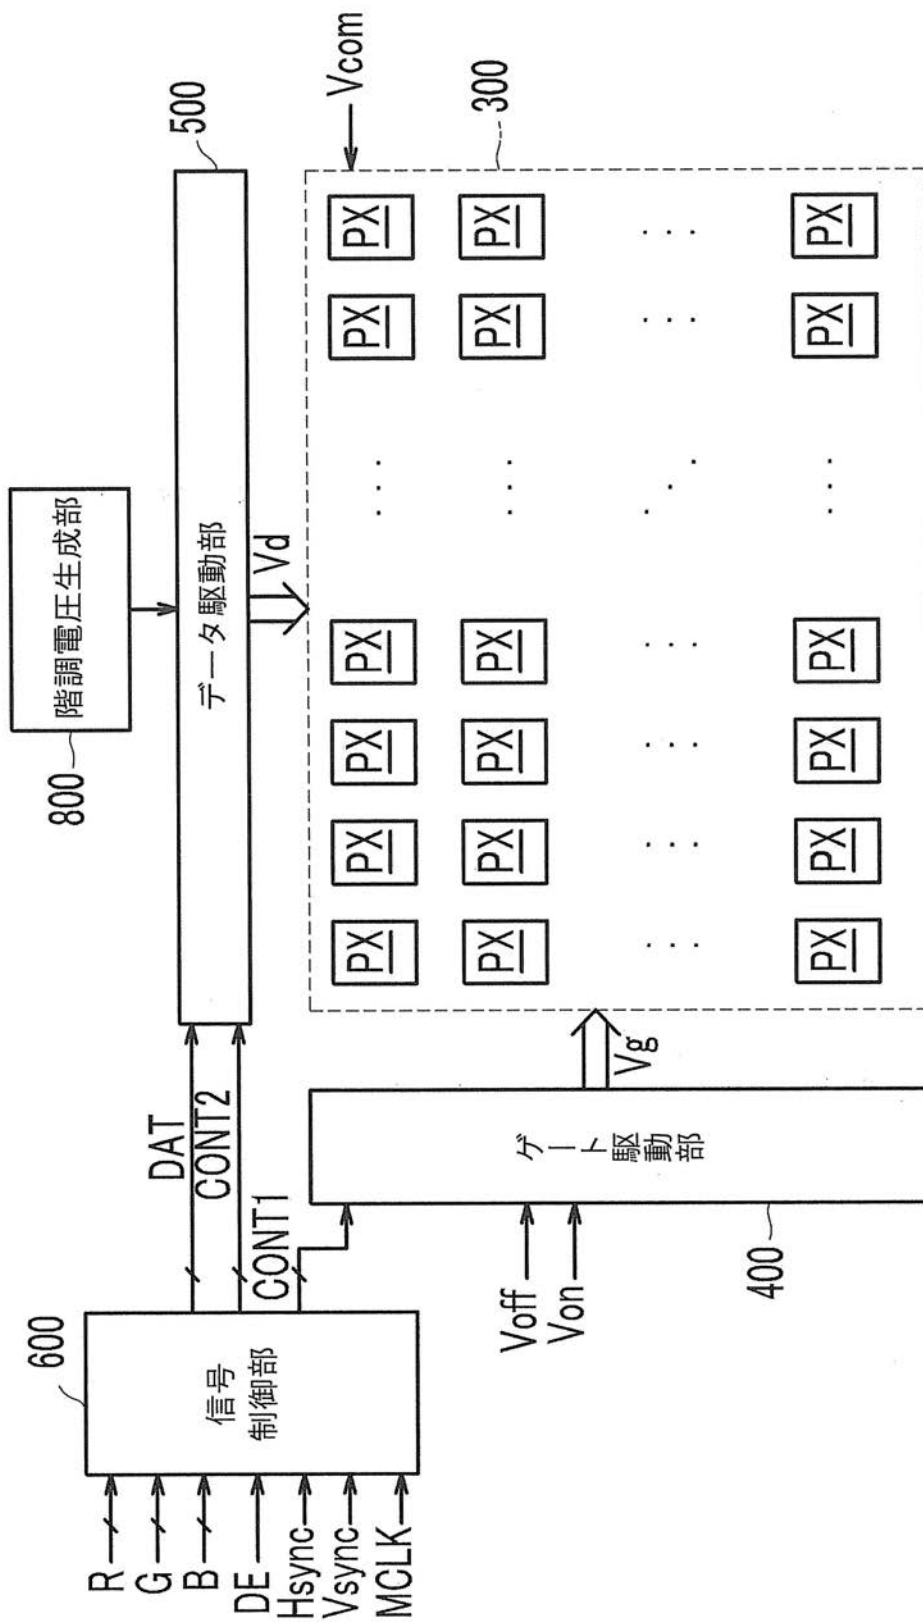 800
階調電圧生成部
500
データ駆動部
Vd
Vcom
300
600
信号
制御部
R
G
B
DE
Hsync
Vsync
MCLK
DAT
CONT2
CONT1
Voff
Von
400
ゲート
駆動部
Vg
PX PX PX PX ・・・ PX PX
PX PX PX PX ・・・ PX PX
PX PX PX PX ・・・ PX PX